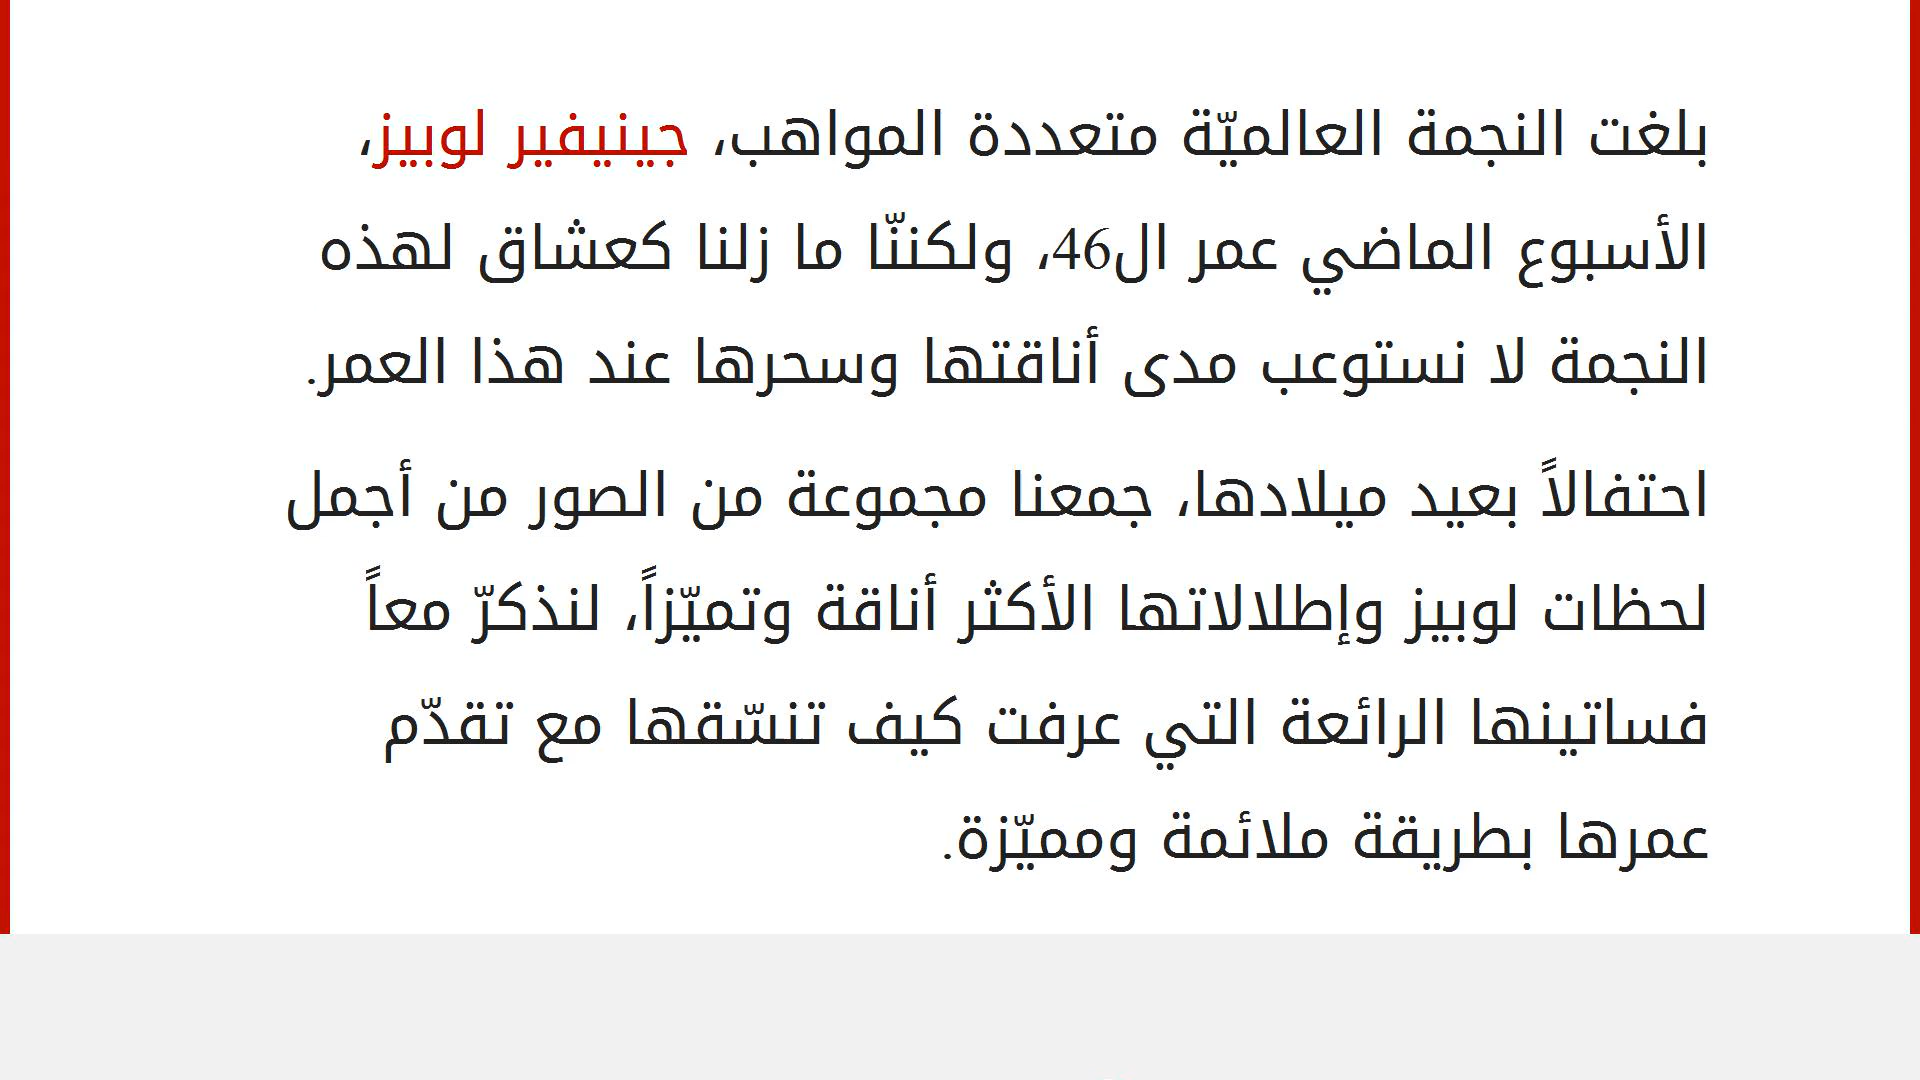 بلغت النجمة العالميّة متعددة المواهب، جينيفير لوبيز،
الأسبوع الماضي عمر ال46، ولكننّا ما زلنا كعشاق لهذه
النجمة لا نستوعب مدى أناقتها وسحرها عند هذا العمر.
احتفالاً بعيد ميلادها، جمعنا مجموعة من الصور من أجمل
لحظات لوبيز وإطلالاتها الأكثر أناقة وتميّزاً، لنذكرّ معاً
فساتينها الرائعة التي عرفت كيف تنسّقها مع تقدّم
عمرها بطريقة ملائمة ومميّزة.